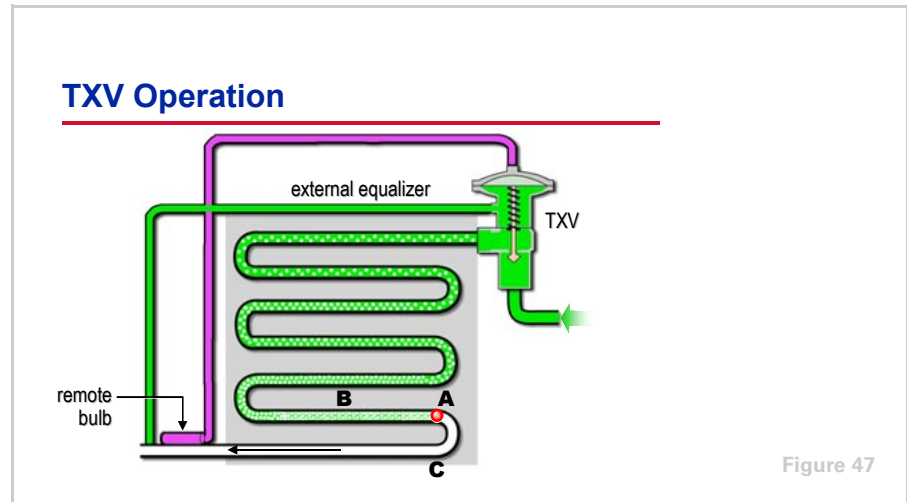 TXV Operation
external equalizer
TXV
remote
bulb
B
A
C
Figure 47